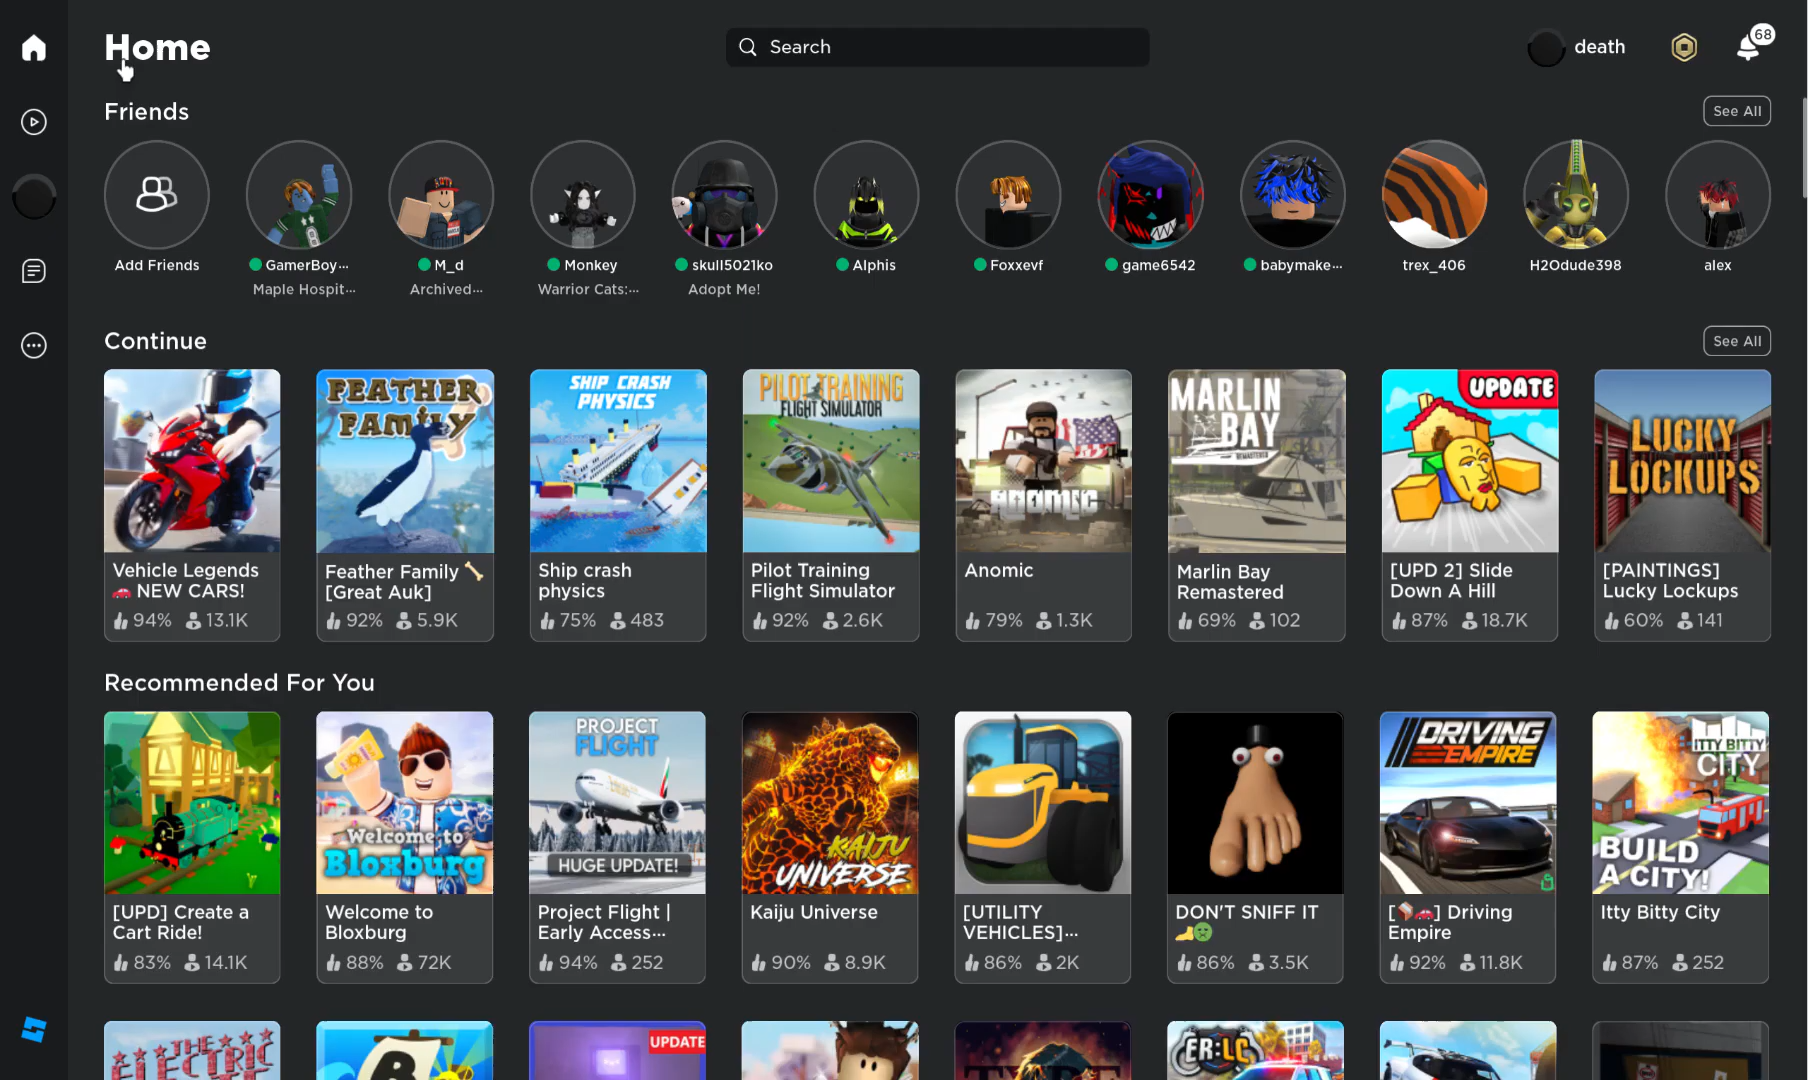 Home
Search
death
68
Friends
See All
Add Friends
GamerBoy...
Maple Hospit...
M_d
Archived...
Monkey
Warrior Cats:...
skull5021ko
Adopt Me!
Alphis
Foxxevf
game6542
babymake...
trex_406
H2Odude398
alex
Continue
See All
FEATHER
FAMILY
SHIP CRASH
PHYSICS
PILOT TRAINING
FLIGHT SIMULATOR
ANOMIC
MARLIN
BAY
REMASTERED
UPDATE
LUCKY
LOCKUPS
Vehicle Legends
NEW CARS!
94% 13.1K
Feather Family
[Great Auk]
92% 5.9K
Ship crash
physics
75% 483
Pilot Training
Flight Simulator
92% 2.6K
Anomic
79% 1.3K
Marlin Bay
Remastered
69% 102
[UPD 2] Slide
Down A Hill
87% 18.7K
[PAINTINGS]
Lucky Lockups
60% 141
Recommended For You
Welcome to
Bloxburg
PROJECT
FLIGHT
HUGE UPDATE!
KAIJU
UNIVERSE
DRIVING
EMPIRE
ITTY BITTY
CITY
BUILD
A CITY!
[UPD] Create a
Cart Ride!
83% 14.1K
Welcome to
Bloxburg
88% 72K
Project Flight |
Early Access...
94% 252
Kaiju Universe
90% 8.9K
[UTILITY
VEHICLES]...
86% 2K
DON'T SNIFF IT
86% 3.5K
[] Driving
Empire
92% 11.8K
Itty Bitty City
87% 252
THE
ELECTRIC
B
UPDATE
ER:LC